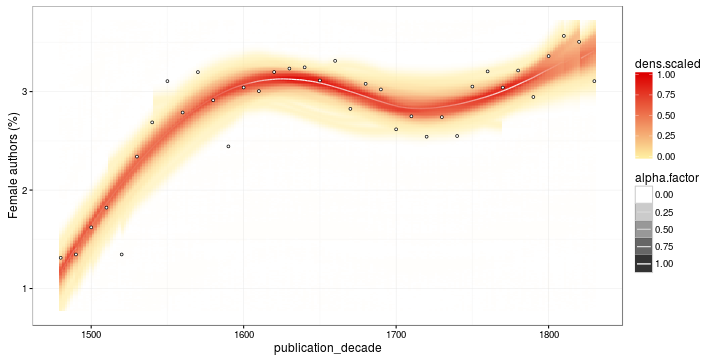 Female authors (%)
3
2
1
1500 1600 1700 1800
publication_decade
dens.scaled
1.00
0.75
0.50
0.25
0.00
alpha.factor
0.00
0.25
0.50
0.75
1.00